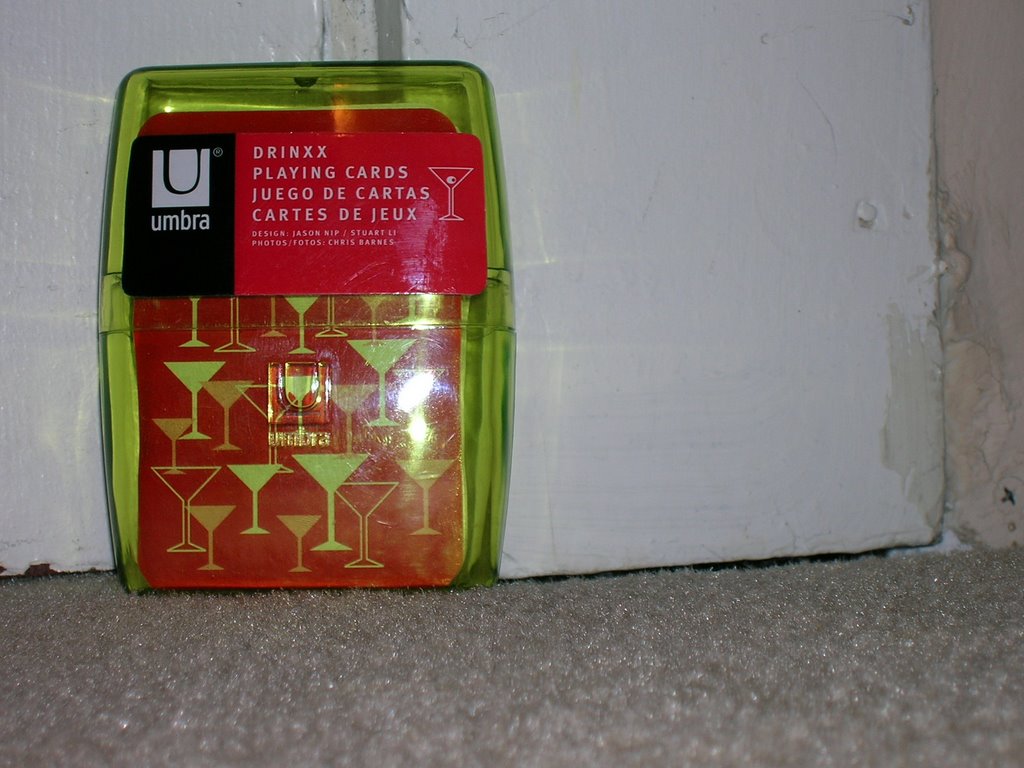 U®
umbra
DRINXX
PLAYING CARDS
JUEGO DE CARTAS
CARTES DE JEUX
DESIGN: JASON NIP / STUART LI
PHOTOS/FOTOS: CHRIS BARNES
U
umbra